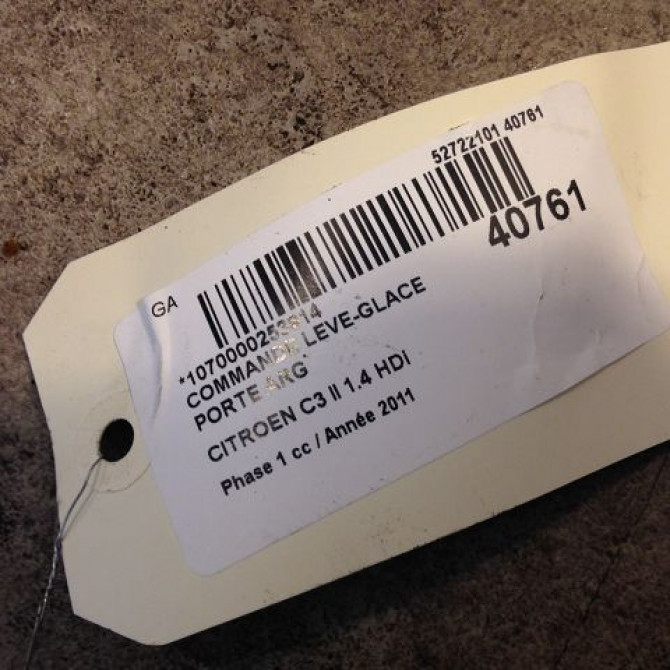 52722101 40761
40761
GA
COMMANDE LEVE-GLACE
PORTE ARG
CITROEN C3 II 1.4 HDI
Phase 1 cc / Année 2011